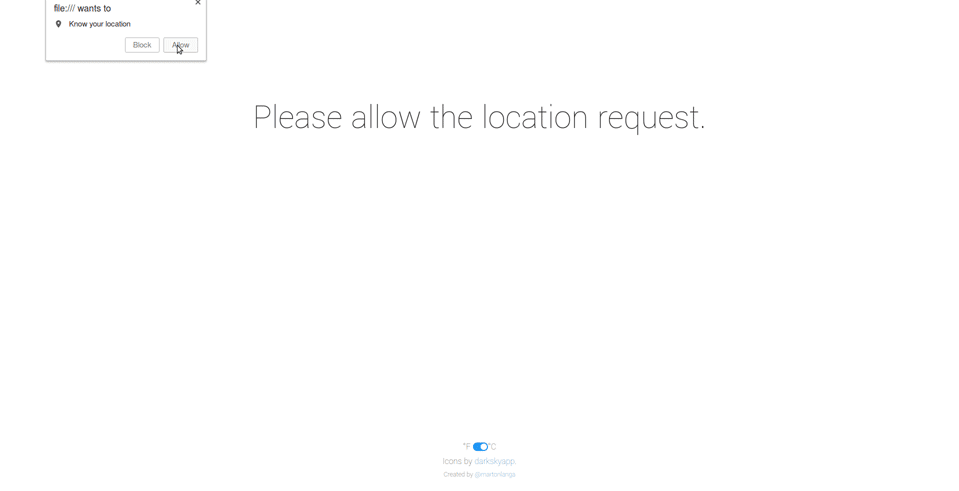 file:/// wants to
Know your location
Block
Allow
Please allow the location request.
°F °C
Icons by darkskyapp.
Created by @martonlanga